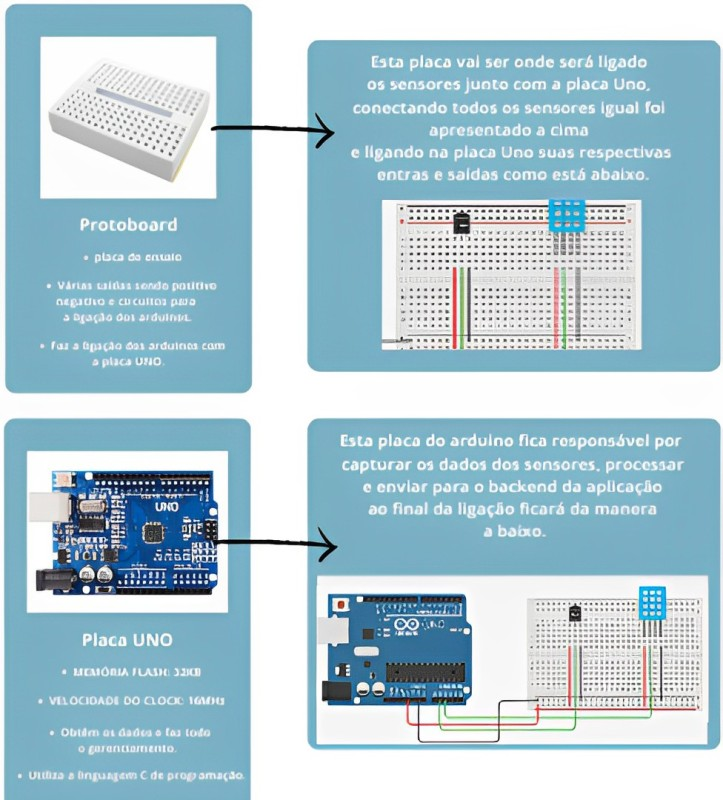 Protoboard
• placa de ensaio
• Várias saídas sendo positivo
negativo e circuitos para
a ligação dos arduinos.
• Faz a ligação dos arduinos com
a placa UNO.
Esta placa vai ser onde será ligado
os sensores junto com a placa Uno,
conectando todos os sensores igual foi
apresentado a cima
e ligando na placa Uno suas respectivas
entras e saídas como está abaixo.
UNO
Placa UNO
• MEMÓRIA FLASH: 32KB
• VELOCIDADE DO CLOCK: 16MHz
• Obtém os dados e faz todo
o gerenciamento.
• Utiliza a linguagem C de programação.
Esta placa do arduino fica responsável por
capturar os dados dos sensores, processar
e enviar para o backend da aplicação
ao final da ligação ficará da manera
a baixo.